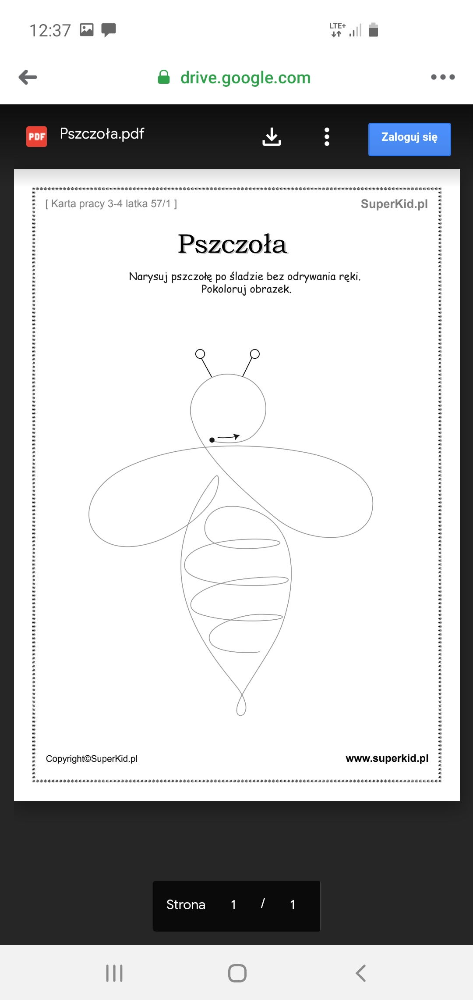 12:37
LTE+
drive.google.com
PDF
Pszczoła.pdf
Zaloguj się
[ Karta pracy 3-4 latka 57/1 ]
SuperKid.pl
Pszczoła
Narysuj pszczołę po śladzie bez odrywania ręki.
Pokoloruj obrazek.
Copyright©SuperKid.pl
www.superkid.pl
Strona 1 / 1